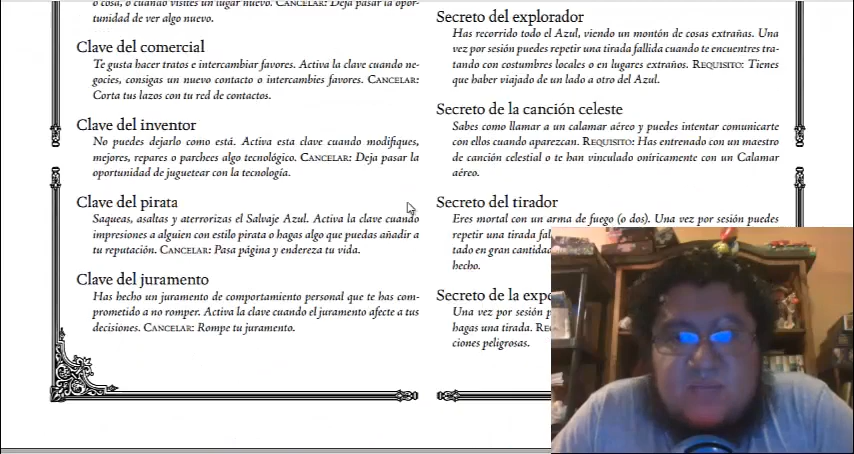 o cosa, o cuando visites un lugar nuevo. CANCELAR: Deja pasar la opor-
tunidad de ver algo nuevo.
Clave del comercial
Te gusta hacer tratos e intercambiar favores. Activa la clave cuando ne-
gocies, consigas un nuevo contacto o intercambies favores. CANCELAR:
Corta tus lazos con tu red de contactos.
Clave del inventor
No puedes dejarlo como está. Activa esta clave cuando modifiques,
mejores, repares o parchees algo tecnológico. CANCELAR: Deja pasar la
oportunidad de juguetear con la tecnología.
Clave del pirata
Saqueas, asaltas y aterrorizas el Salvaje Azul. Activa la clave cuando
impresiones a alguien con estilo pirata o hagas algo que puedas añadir a
tu reputación. CANCELAR: Pasa página y endereza tu vida.
Clave del juramento
Has hecho un juramento de comportamiento personal que te has com-
prometido a no romper. Activa la clave cuando el juramento afecte a tus
decisiones. CANCELAR: Rompe tu juramento.
Secreto del explorador
Has recorrido todo el Azul, viendo un montón de cosas extrañas. Una
vez por sesión puedes repetir una tirada fallida cuando te encuentres tra-
tando con costumbres locales o en lugares extraños. REQUISITO: Tienes
que haber viajado de un lado a otro del Azul.
Secreto de la canción celeste
Sabes como llamar a un calamar aéreo y puedes intentar comunicarte
con ellos cuando aparezcan. REQUISITO: Has entrenado con un maestro
de canción celestial o te han vinculado oníricamente con un Calamar
aéreo.
Secreto del tirador
Eres mortal con un arma de fuego (o dos). Una vez por sesión puedes
repetir una tirada
tado en gran cantidad
hecho.
Secreto de la
Una vez por sesión
hagas una tirada.
ciones peligrosas.